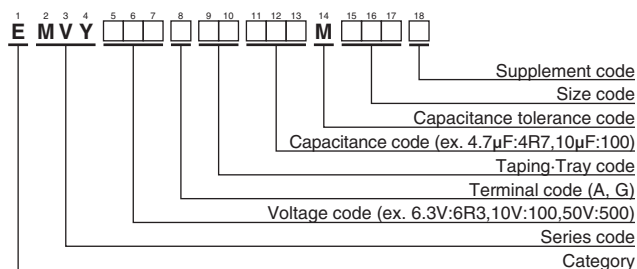 1 2 3 4 5 6 7 8 9 10 11 12 13 14 15 16 17 18
E M V Y M
Supplement code
Size code
Capacitance tolerance code
Capacitance code (ex. 4.7μF:4R7,10μF:100)
Taping·Tray code
Terminal code (A, G)
Voltage code (ex. 6.3V:6R3,10V:100,50V:500)
Series code
Category